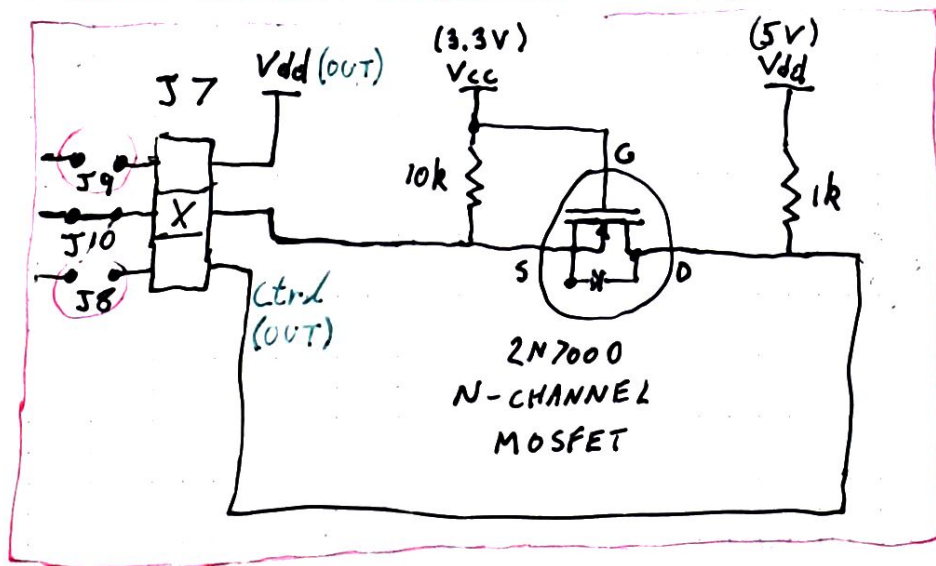 J7
Vdd (OUT)
(3.3V)
Vcc
(5V)
Vdd
J9
J10
J8
X
10k
G
1k
S
D
Ctrl
(OUT)
2N7000
N-CHANNEL
MOSFET